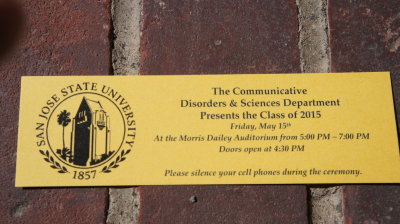 SAN JOSE STATE UNIVERSITY
1857
The Communicative
Disorders & Sciences Department
Presents the Class of 2015
Friday, May 15th
At the Morris Dailey Auditorium from 5:00 PM – 7:00 PM
Doors open at 4:30 PM
Please silence your cell phones during the ceremony.